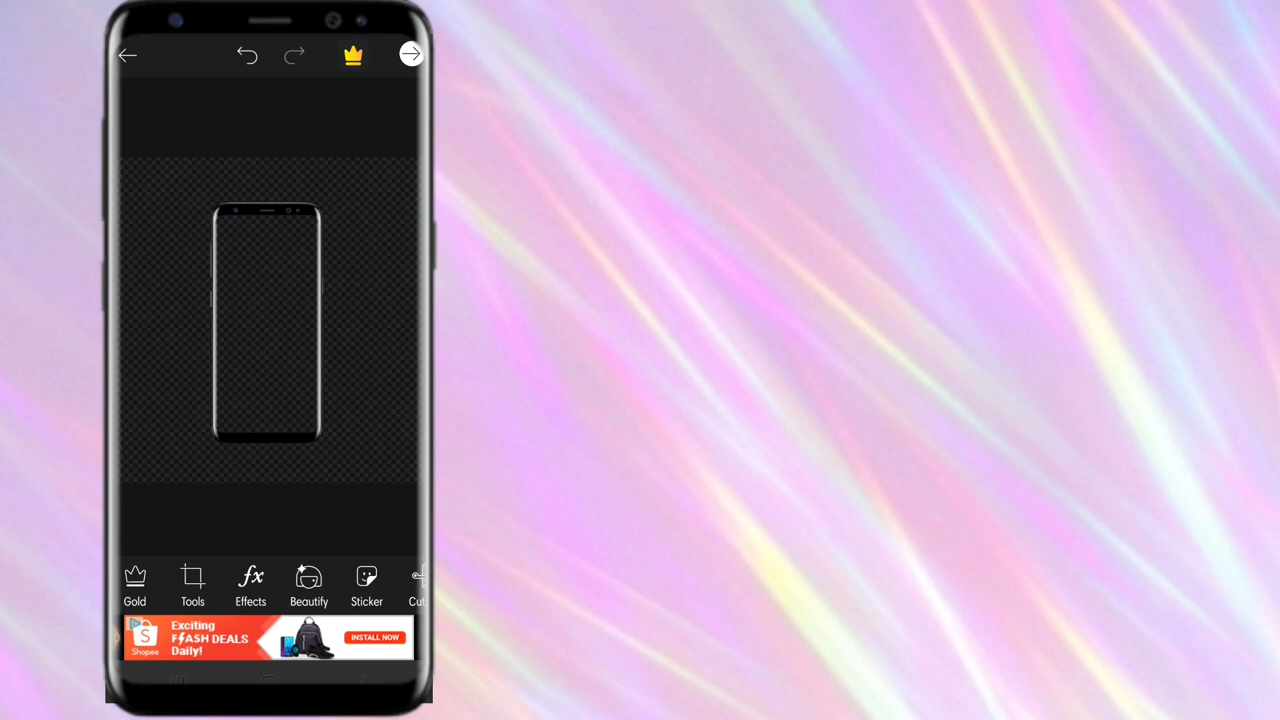 Gold
Tools
Effects
Beautify
Sticker
Cut
Shopee
Exciting
FLASH DEALS
Daily!
INSTALL NOW